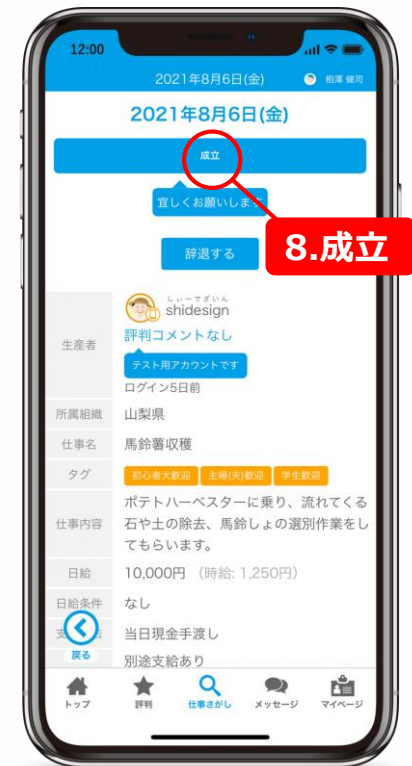 12:00
2021年8月6日(金) 相澤 健司
2021年8月6日(金)
成立
宜しくお願いします
辞退する
8.成立
生産者
しぃーでざいん
shidesign
評判コメントなし
テスト用アカウントです
ログイン5日前
所属組織 山梨県
仕事名 馬鈴薯収穫
タグ 初心者大歓迎 主婦(夫)歓迎 学生歓迎
仕事内容
ポテトハーベスターに乗り、流れてくる
石や土の除去、馬鈴しょの選別作業をし
てもらいます。
日給 10,000円 (時給: 1,250円)
日給条件 なし
当日現金手渡し
戻る
別途支給あり
トップ 評判 仕事さがし メッセージ マイページ